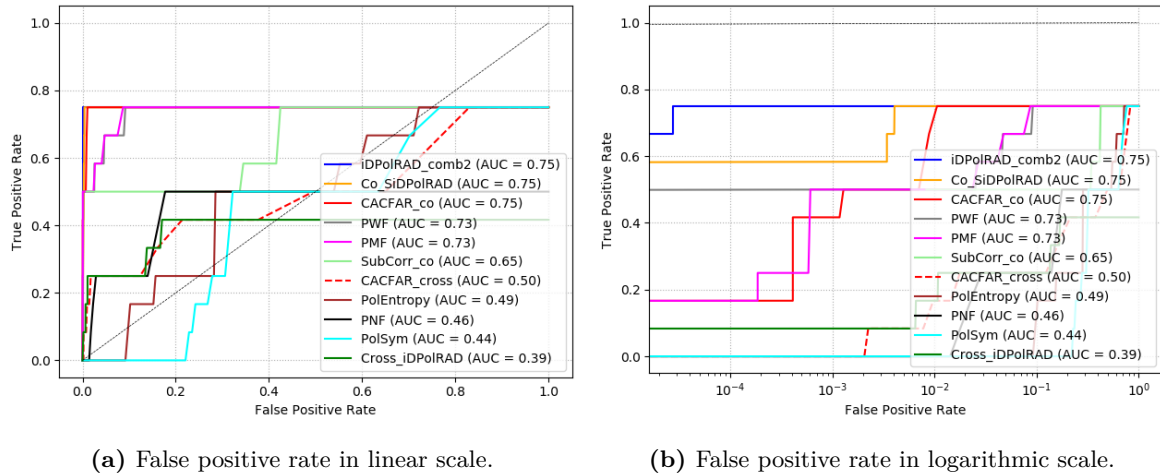 1.0
0.8
0.6
0.4
0.2
0.0
True Positive Rate
0.0 0.2 0.4 0.6 0.8 1.0
False Positive Rate
iDPolRAD_comb2 (AUC = 0.75)
Co_SiDPolRAD (AUC = 0.75)
CACFAR_co (AUC = 0.75)
PWF (AUC = 0.73)
PMF (AUC = 0.73)
SubCorr_co (AUC = 0.65)
CACFAR_cross (AUC = 0.50)
PolEntropy (AUC = 0.49)
PNF (AUC = 0.46)
PolSym (AUC = 0.44)
Cross_iDPolRAD (AUC = 0.39)
(a) False positive rate in linear scale.
1.0
0.8
0.6
0.4
0.2
0.0
True Positive Rate
10⁻⁴ 10⁻³ 10⁻² 10⁻¹ 10⁰
False Positive Rate
iDPolRAD_comb2 (AUC = 0.75)
Co_SiDPolRAD (AUC = 0.75)
CACFAR_co (AUC = 0.75)
PWF (AUC = 0.73)
PMF (AUC = 0.73)
SubCorr_co (AUC = 0.65)
CACFAR_cross (AUC = 0.50)
PolEntropy (AUC = 0.49)
PNF (AUC = 0.46)
PolSym (AUC = 0.44)
Cross_iDPolRAD (AUC = 0.39)
(b) False positive rate in logarithmic scale.